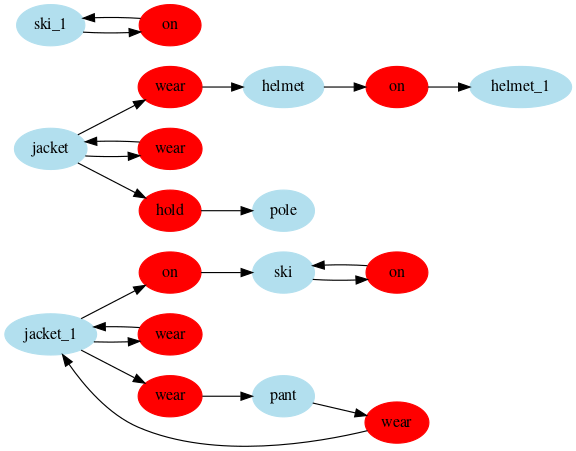 ski_1 on
wear helmet on helmet_1
jacket wear
hold pole
on ski on
jacket_1 wear
wear pant
wear